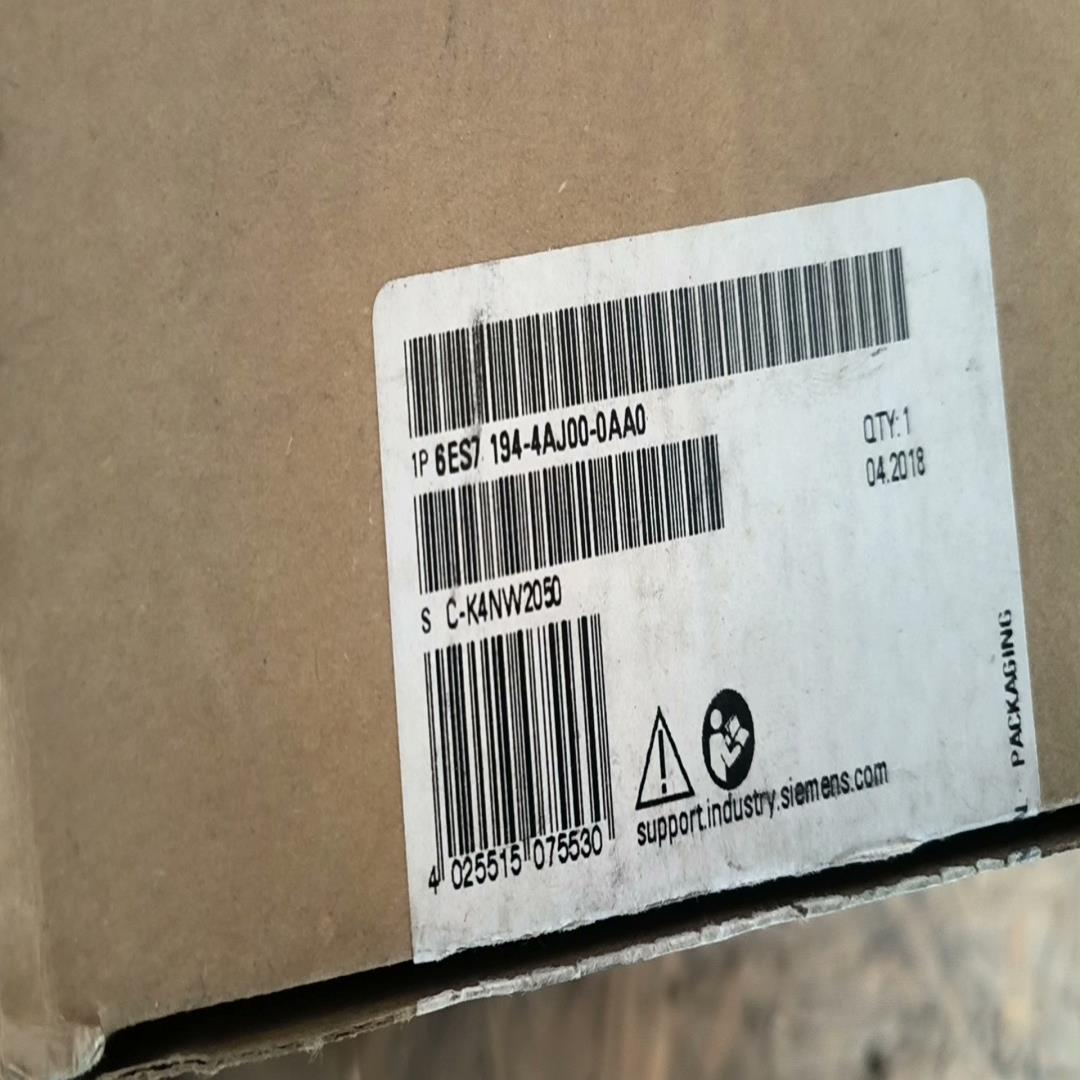 1P 6ES7 194-4AJ00-0AA0
QTY: 1
04.2018
S C-K4NW2050
4 025515 075530
support.industry.siemens.com
PACKAGING